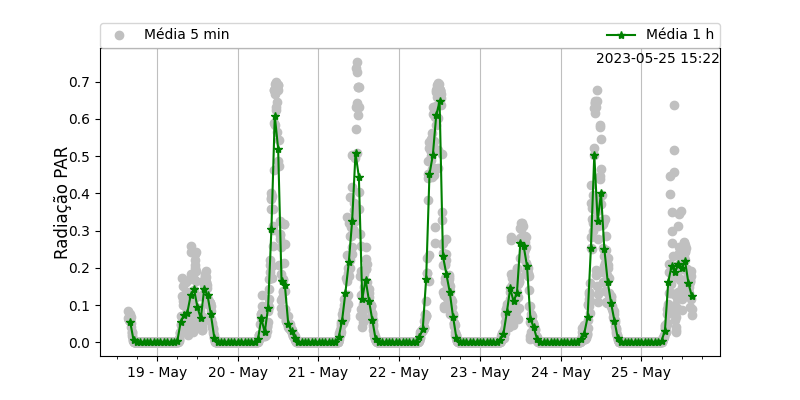 Média 5 min
Média 1 h
2023-05-25 15:22
Radiação PAR
0.7
0.6
0.5
0.4
0.3
0.2
0.1
0.0
19 - May
20 - May
21 - May
22 - May
23 - May
24 - May
25 - May